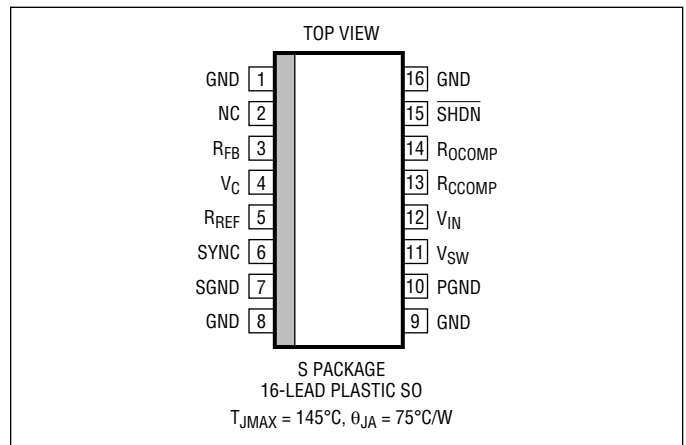 TOP VIEW
GND 1
NC 2
RFB 3
VC 4
RREF 5
SYNC 6
SGND 7
GND 8
16 GND
15 SHDN
14 ROCOMP
13 RCCOMP
12 VIN
11 VSW
10 PGND
9 GND
S PACKAGE
16-LEAD PLASTIC SO
TJMAX = 145°C, θJA = 75°C/W